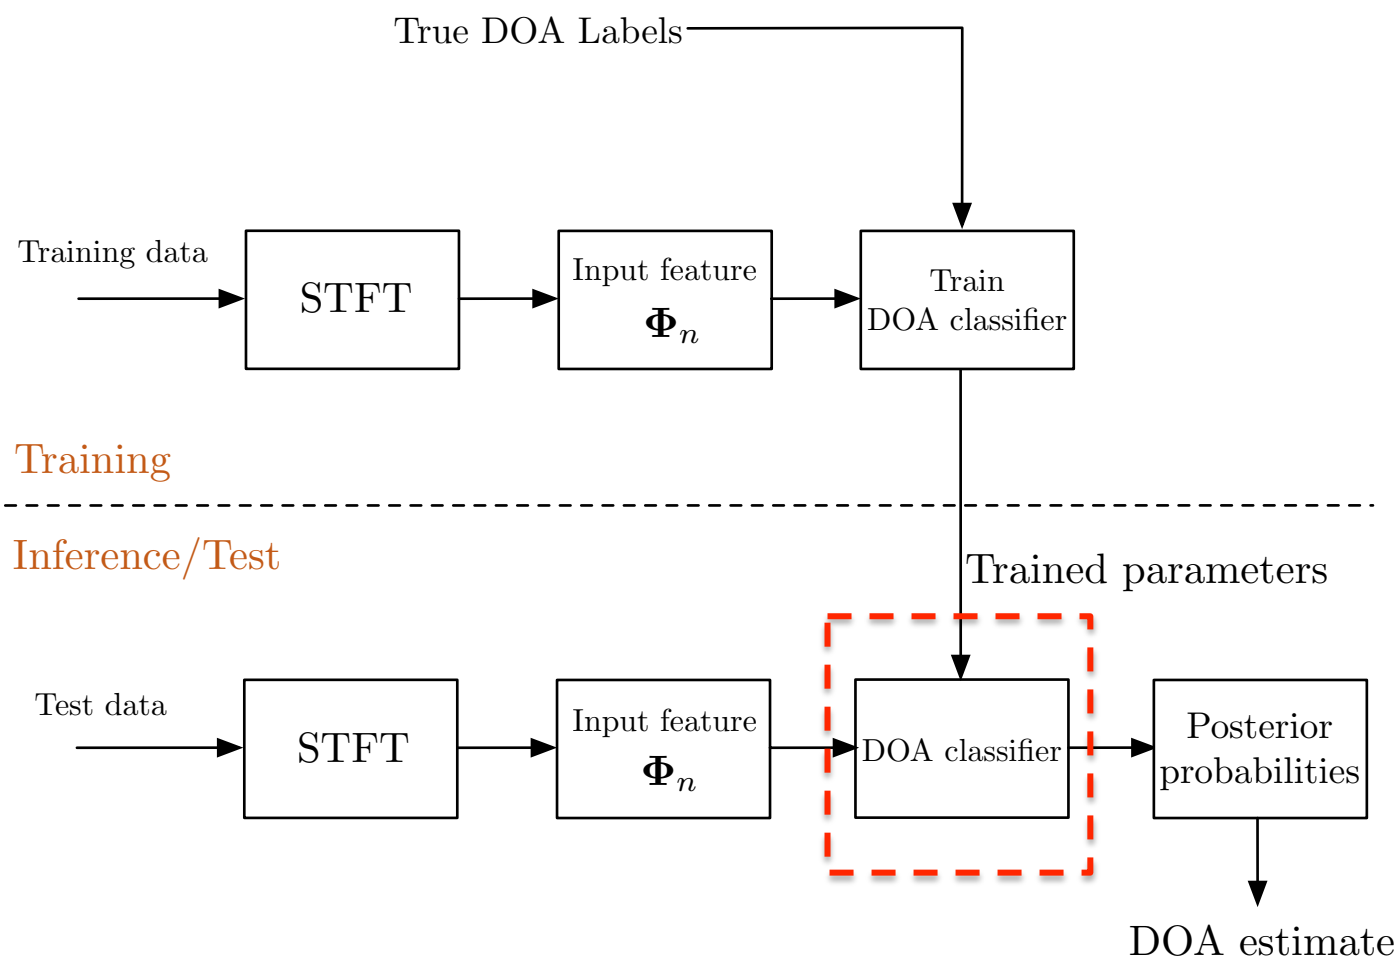 True DOA Labels
Training data
STFT
Input feature
Φn
Train
DOA classifier
Training
Inference/Test
Trained parameters
Test data
STFT
Input feature
Φn
DOA classifier
Posterior
probabilities
DOA estimate